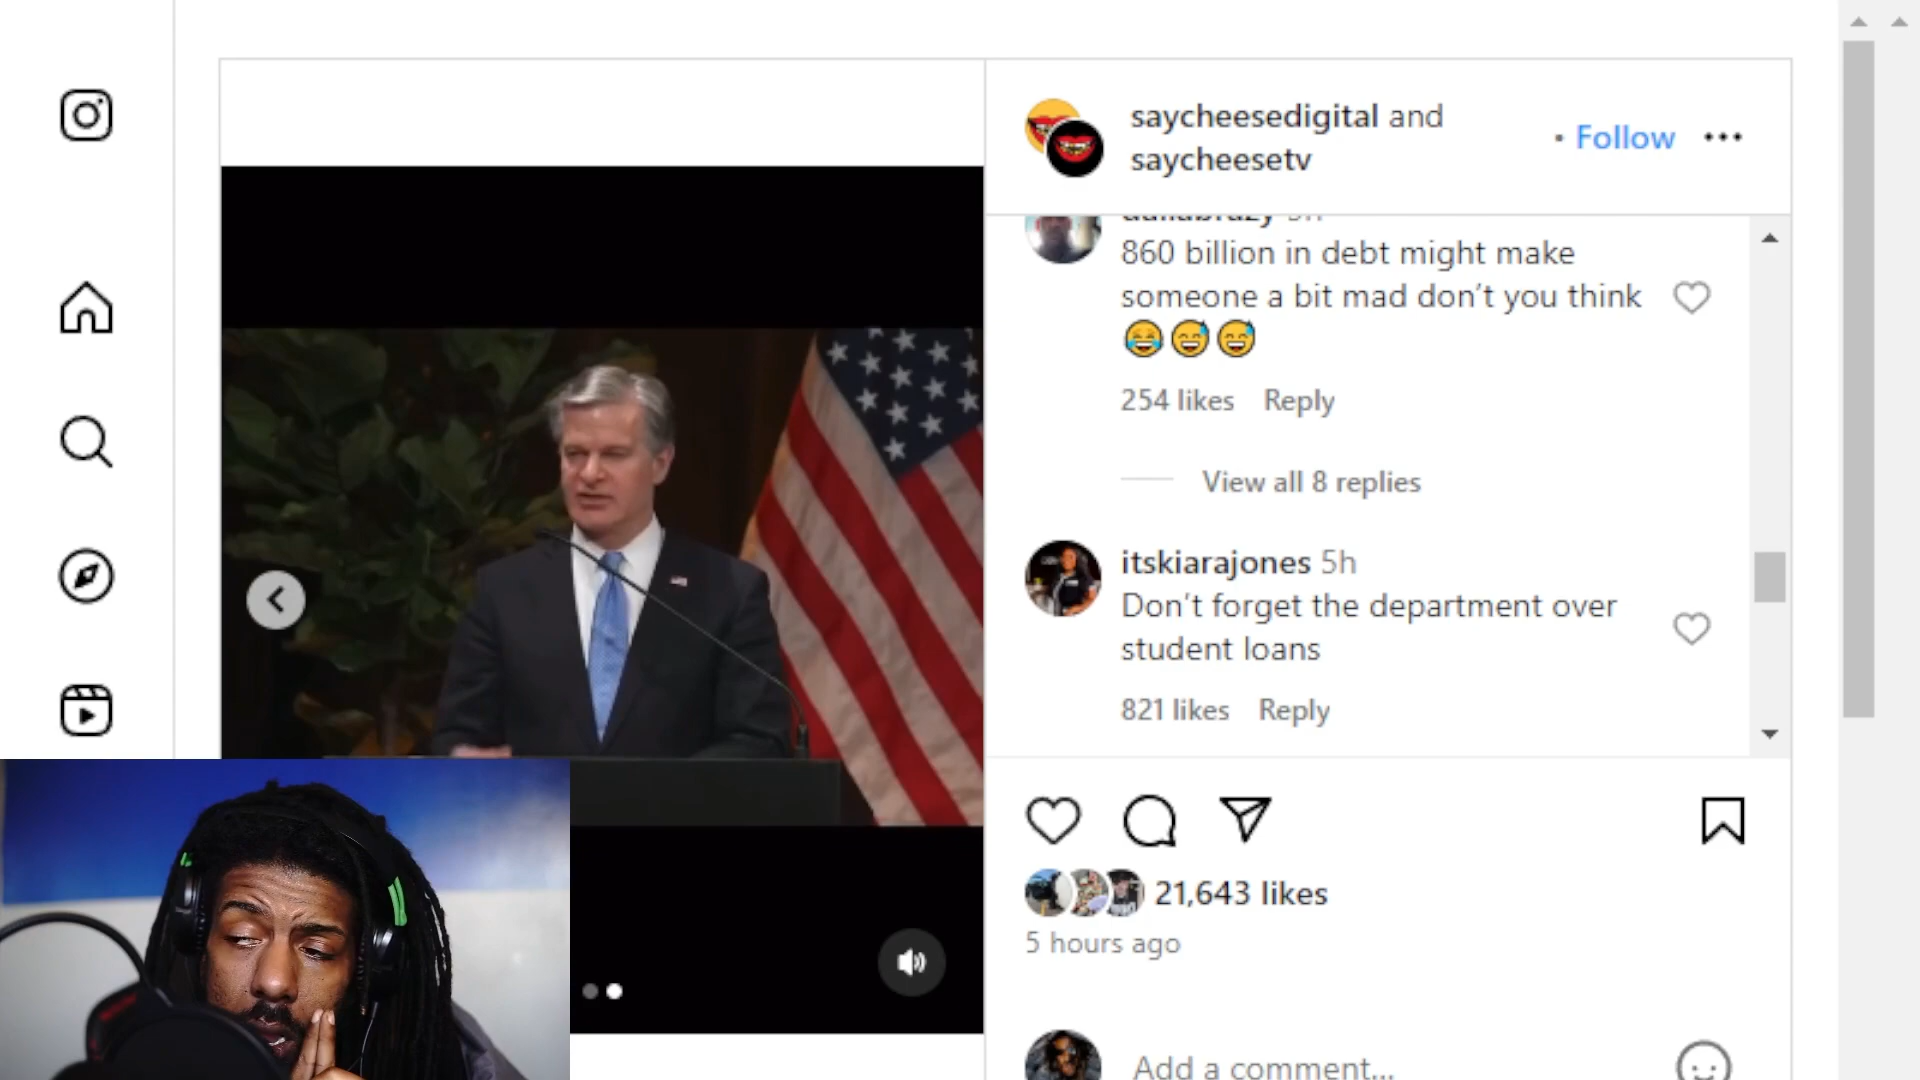 saycheesedigital and
saycheesetv
• Follow
860 billion in debt might make
someone a bit mad don't you think
😂😅😅
254 likes Reply
View all 8 replies
itskiarajones 5h
Don't forget the department over
student loans
821 likes Reply
21,643 likes
5 hours ago
Add a comment...